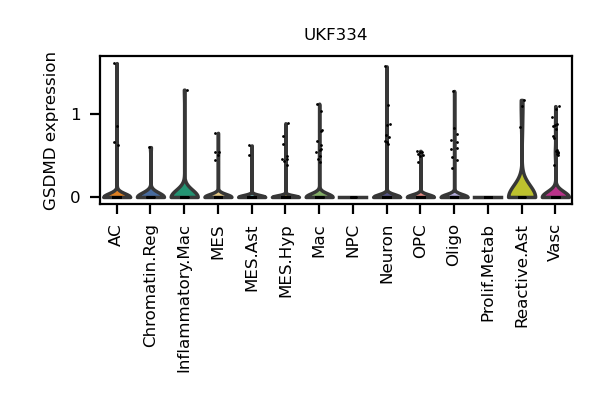 UKF334
GSDMD expression
1
0
AC
Chromatin.Reg
Inflammatory.Mac
MES
MES.Ast
MES.Hyp
Mac
NPC
Neuron
OPC
Oligo
Prolif.Metab
Reactive.Ast
Vasc